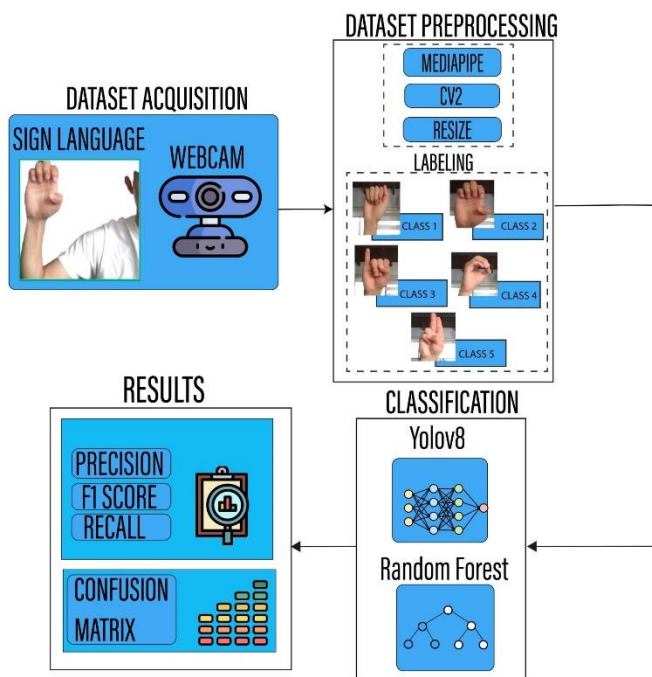 DATASET ACQUISITION
SIGN LANGUAGE
WEBCAM
DATASET PREPROCESSING
MEDIAPIPE
CV2
RESIZE
LABELING
CLASS 1
CLASS 2
CLASS 3
CLASS 4
CLASS 5
CLASSIFICATION
Yolov8
Random Forest
RESULTS
PRECISION
F1 SCORE
RECALL
CONFUSION
MATRIX